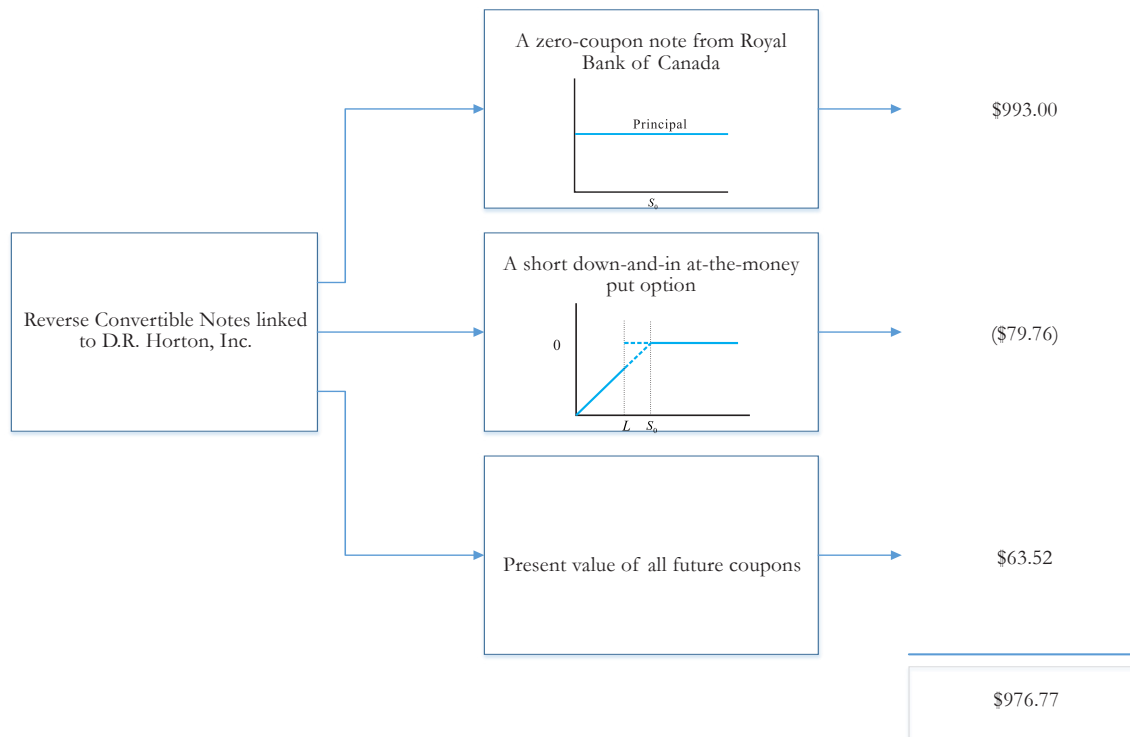 A zero-coupon note from Royal
Bank of Canada
Principal
S₀
$993.00
Reverse Convertible Notes linked
to D.R. Horton, Inc.
A short down-and-in at-the-money
put option
0
L S₀
($79.76)
Present value of all future coupons
$63.52
$976.77